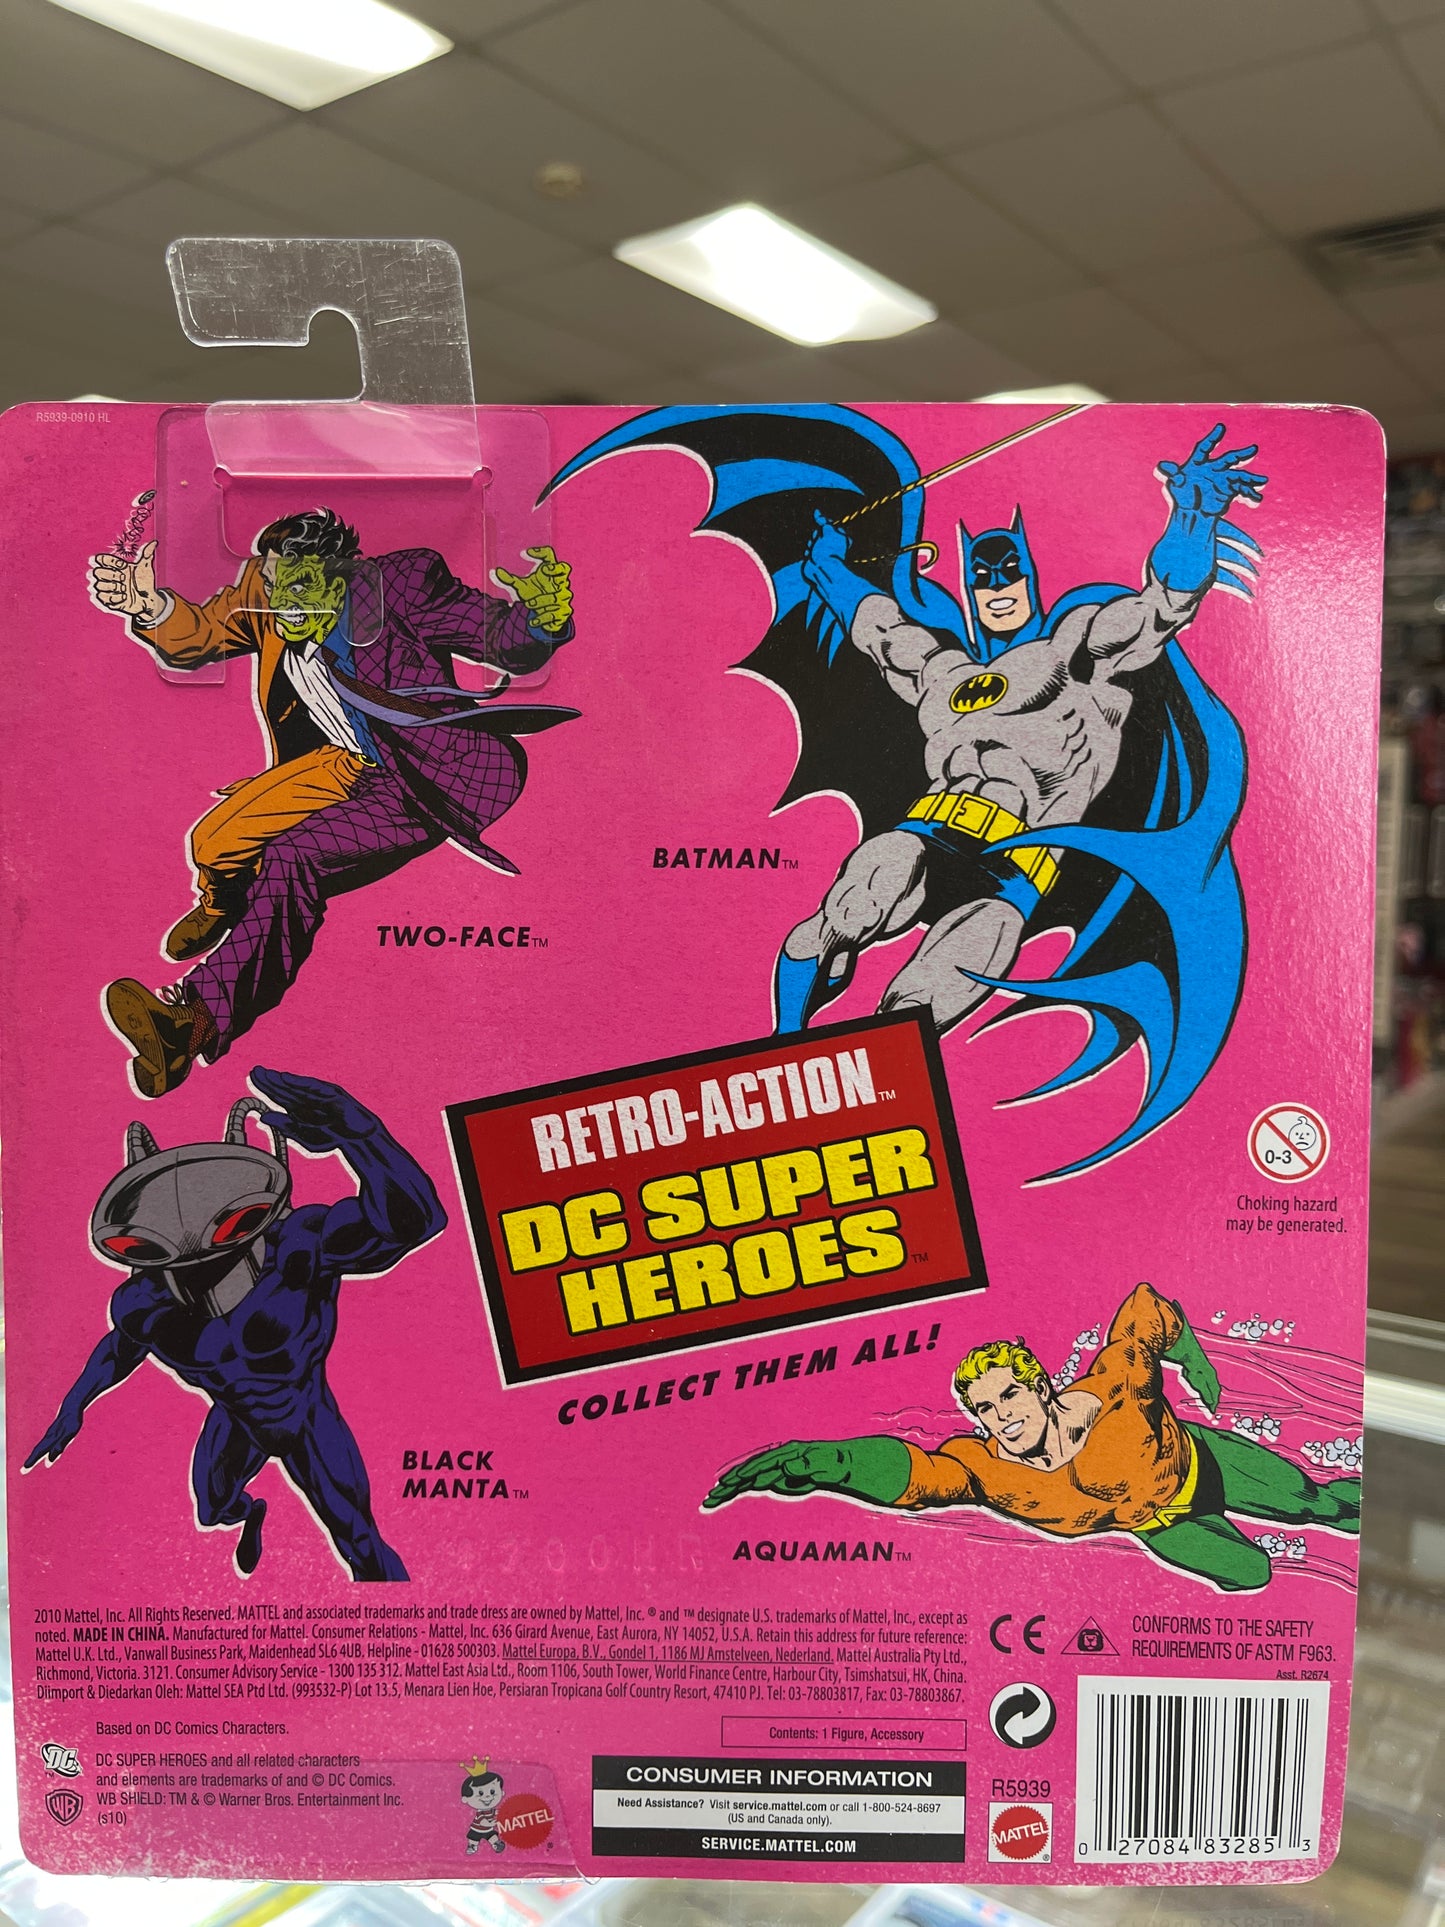 R5939-0910 HL
BATMAN™
TWO-FACE™
RETRO-ACTION™
DC SUPER
HEROES™
COLLECT THEM ALL!
0-3
Choking hazard
may be generated.
BLACK
MANTA™
AQUAMAN™
2010 Mattel, Inc. All Rights Reserved. MATTEL and associated trademarks and trade dress are owned by Mattel, Inc. ® and ™ designate U.S. trademarks of Mattel, Inc., except as
noted. MADE IN CHINA. Manufactured for Mattel. Consumer Relations - Mattel, Inc. 636 Girard Avenue, East Aurora, NY 14052, U.S.A. Retain this address for future reference:
Mattel U.K. Ltd., Vanwall Business Park, Maidenhead SL6 4UB. Helpline - 01628 500303. Mattel Europa, B.V., Gondel 1, 1186 MJ Amstelveen, Nederland. Mattel Australia Pty Ltd.,
Richmond, Victoria. 3121. Consumer Advisory Service - 1300 135 312. Mattel East Asia Ltd., Room 1106, South Tower, World Finance Centre, Harbour City, Tsimshatsui, HK, China.
Diimport & Diedarkan Oleh: Mattel SEA Ptd Ltd. (993532-P) Lot 13.5, Menara Lien Hoe, Persiaran Tropicana Golf Country Resort, 47410 PJ. Tel: 03-78803817, Fax: 03-78803867.
CE
CONFORMS TO THE SAFETY
REQUIREMENTS OF ASTM F963.
Asst. R2674
Based on DC Comics Characters.
DC™
DC SUPER HEROES and all related characters
and elements are trademarks of and © DC Comics.
WB SHIELD: TM & © Warner Bros. Entertainment Inc.
(s10)
WB
MATTEL®
Contents: 1 Figure, Accessory
CONSUMER INFORMATION
Need Assistance? Visit service.mattel.com or call 1-800-524-8697
(US and Canada only).
SERVICE.MATTEL.COM
R5939
MATTEL®
0 27084 83285 3